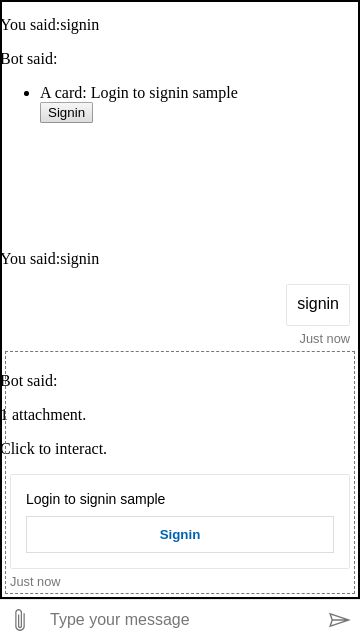 You said:signin
Bot said:
A card: Login to signin sample
Signin
You said:signin
signin
Just now
Bot said:
1 attachment.
Click to interact.
Login to signin sample
Signin
Just now
Type your message